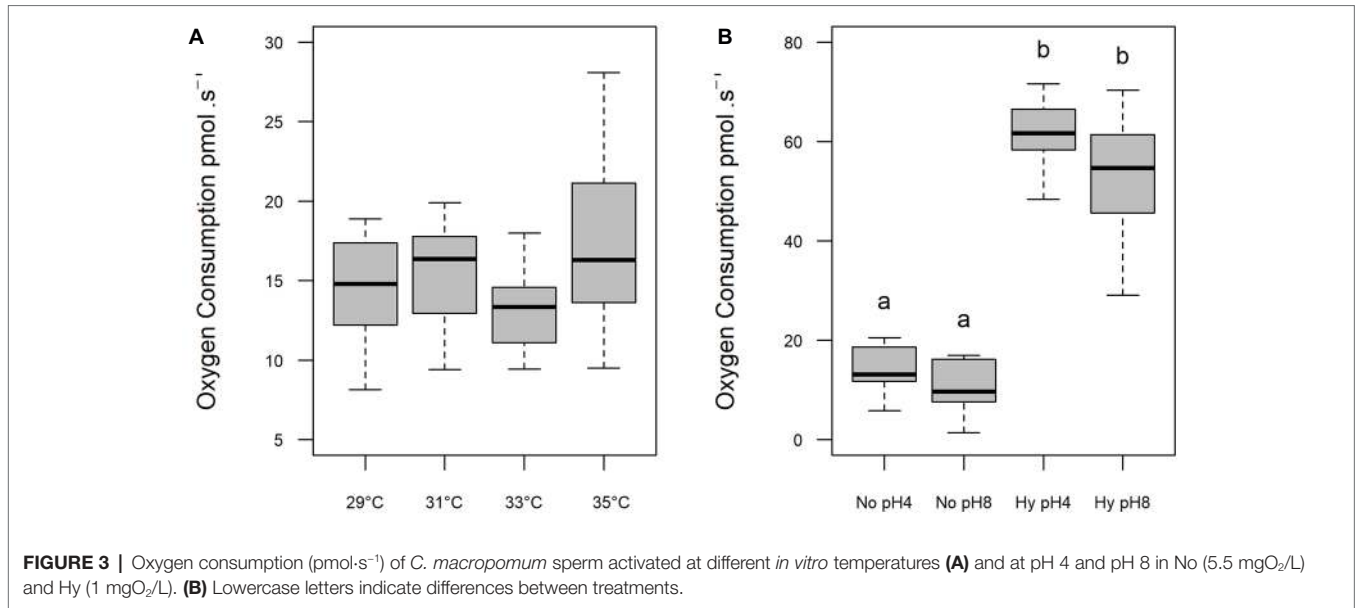 A
Oxygen Consumption pmol .s⁻¹
30
25
20
15
10
5
29°C 31°C 33°C 35°C
B
Oxygen Consumption pmol .s⁻¹
80
60
40
20
0
a
a
b
b
No pH4 No pH8 Hy pH4 Hy pH8
FIGURE 3 | Oxygen consumption (pmol·s⁻¹) of C. macropomum sperm activated at different in vitro temperatures (A) and at pH 4 and pH 8 in No (5.5 mgO₂/L)
and Hy (1 mgO₂/L). (B) Lowercase letters indicate differences between treatments.